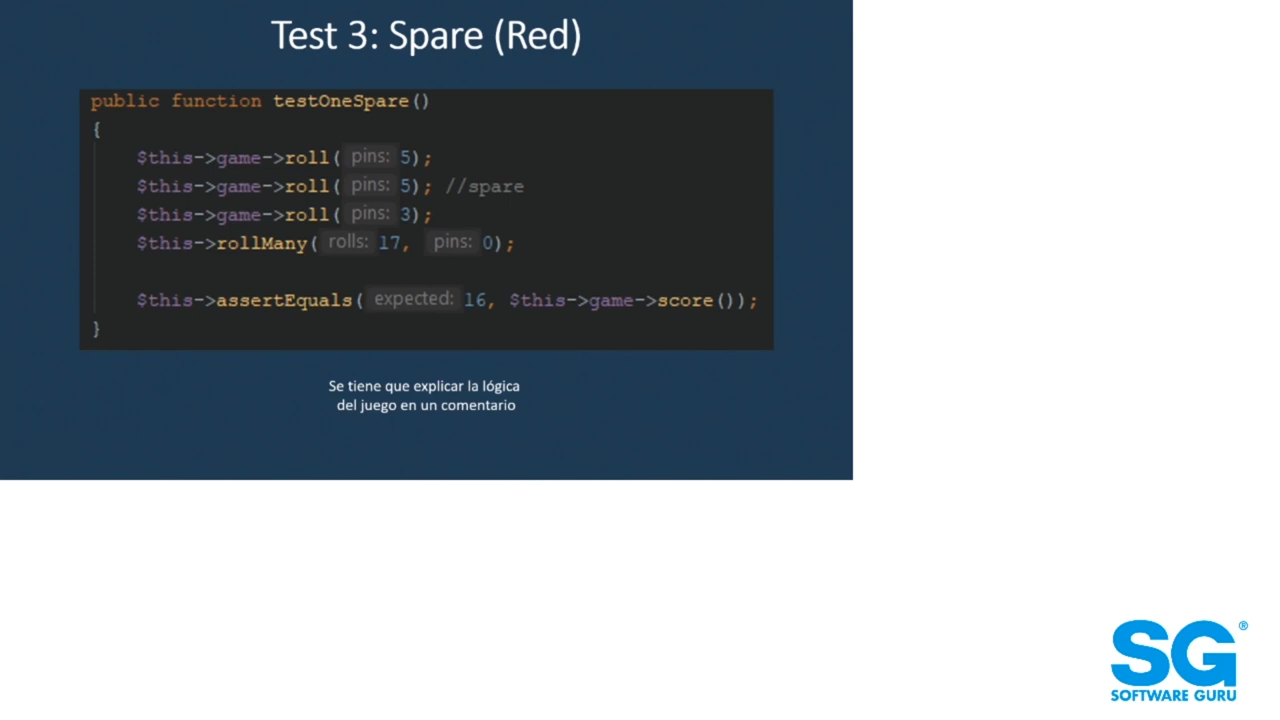 Test 3: Spare (Red)
public function testOneSpare()
{
$this->game->roll( pins: 5);
$this->game->roll( pins: 5); //spare
$this->game->roll( pins: 3);
$this->rollMany( rolls: 17, pins: 0);
$this->assertEquals( expected: 16, $this->game->score());
}
Se tiene que explicar la lógica
del juego en un comentario
SG®
SOFTWARE GURU